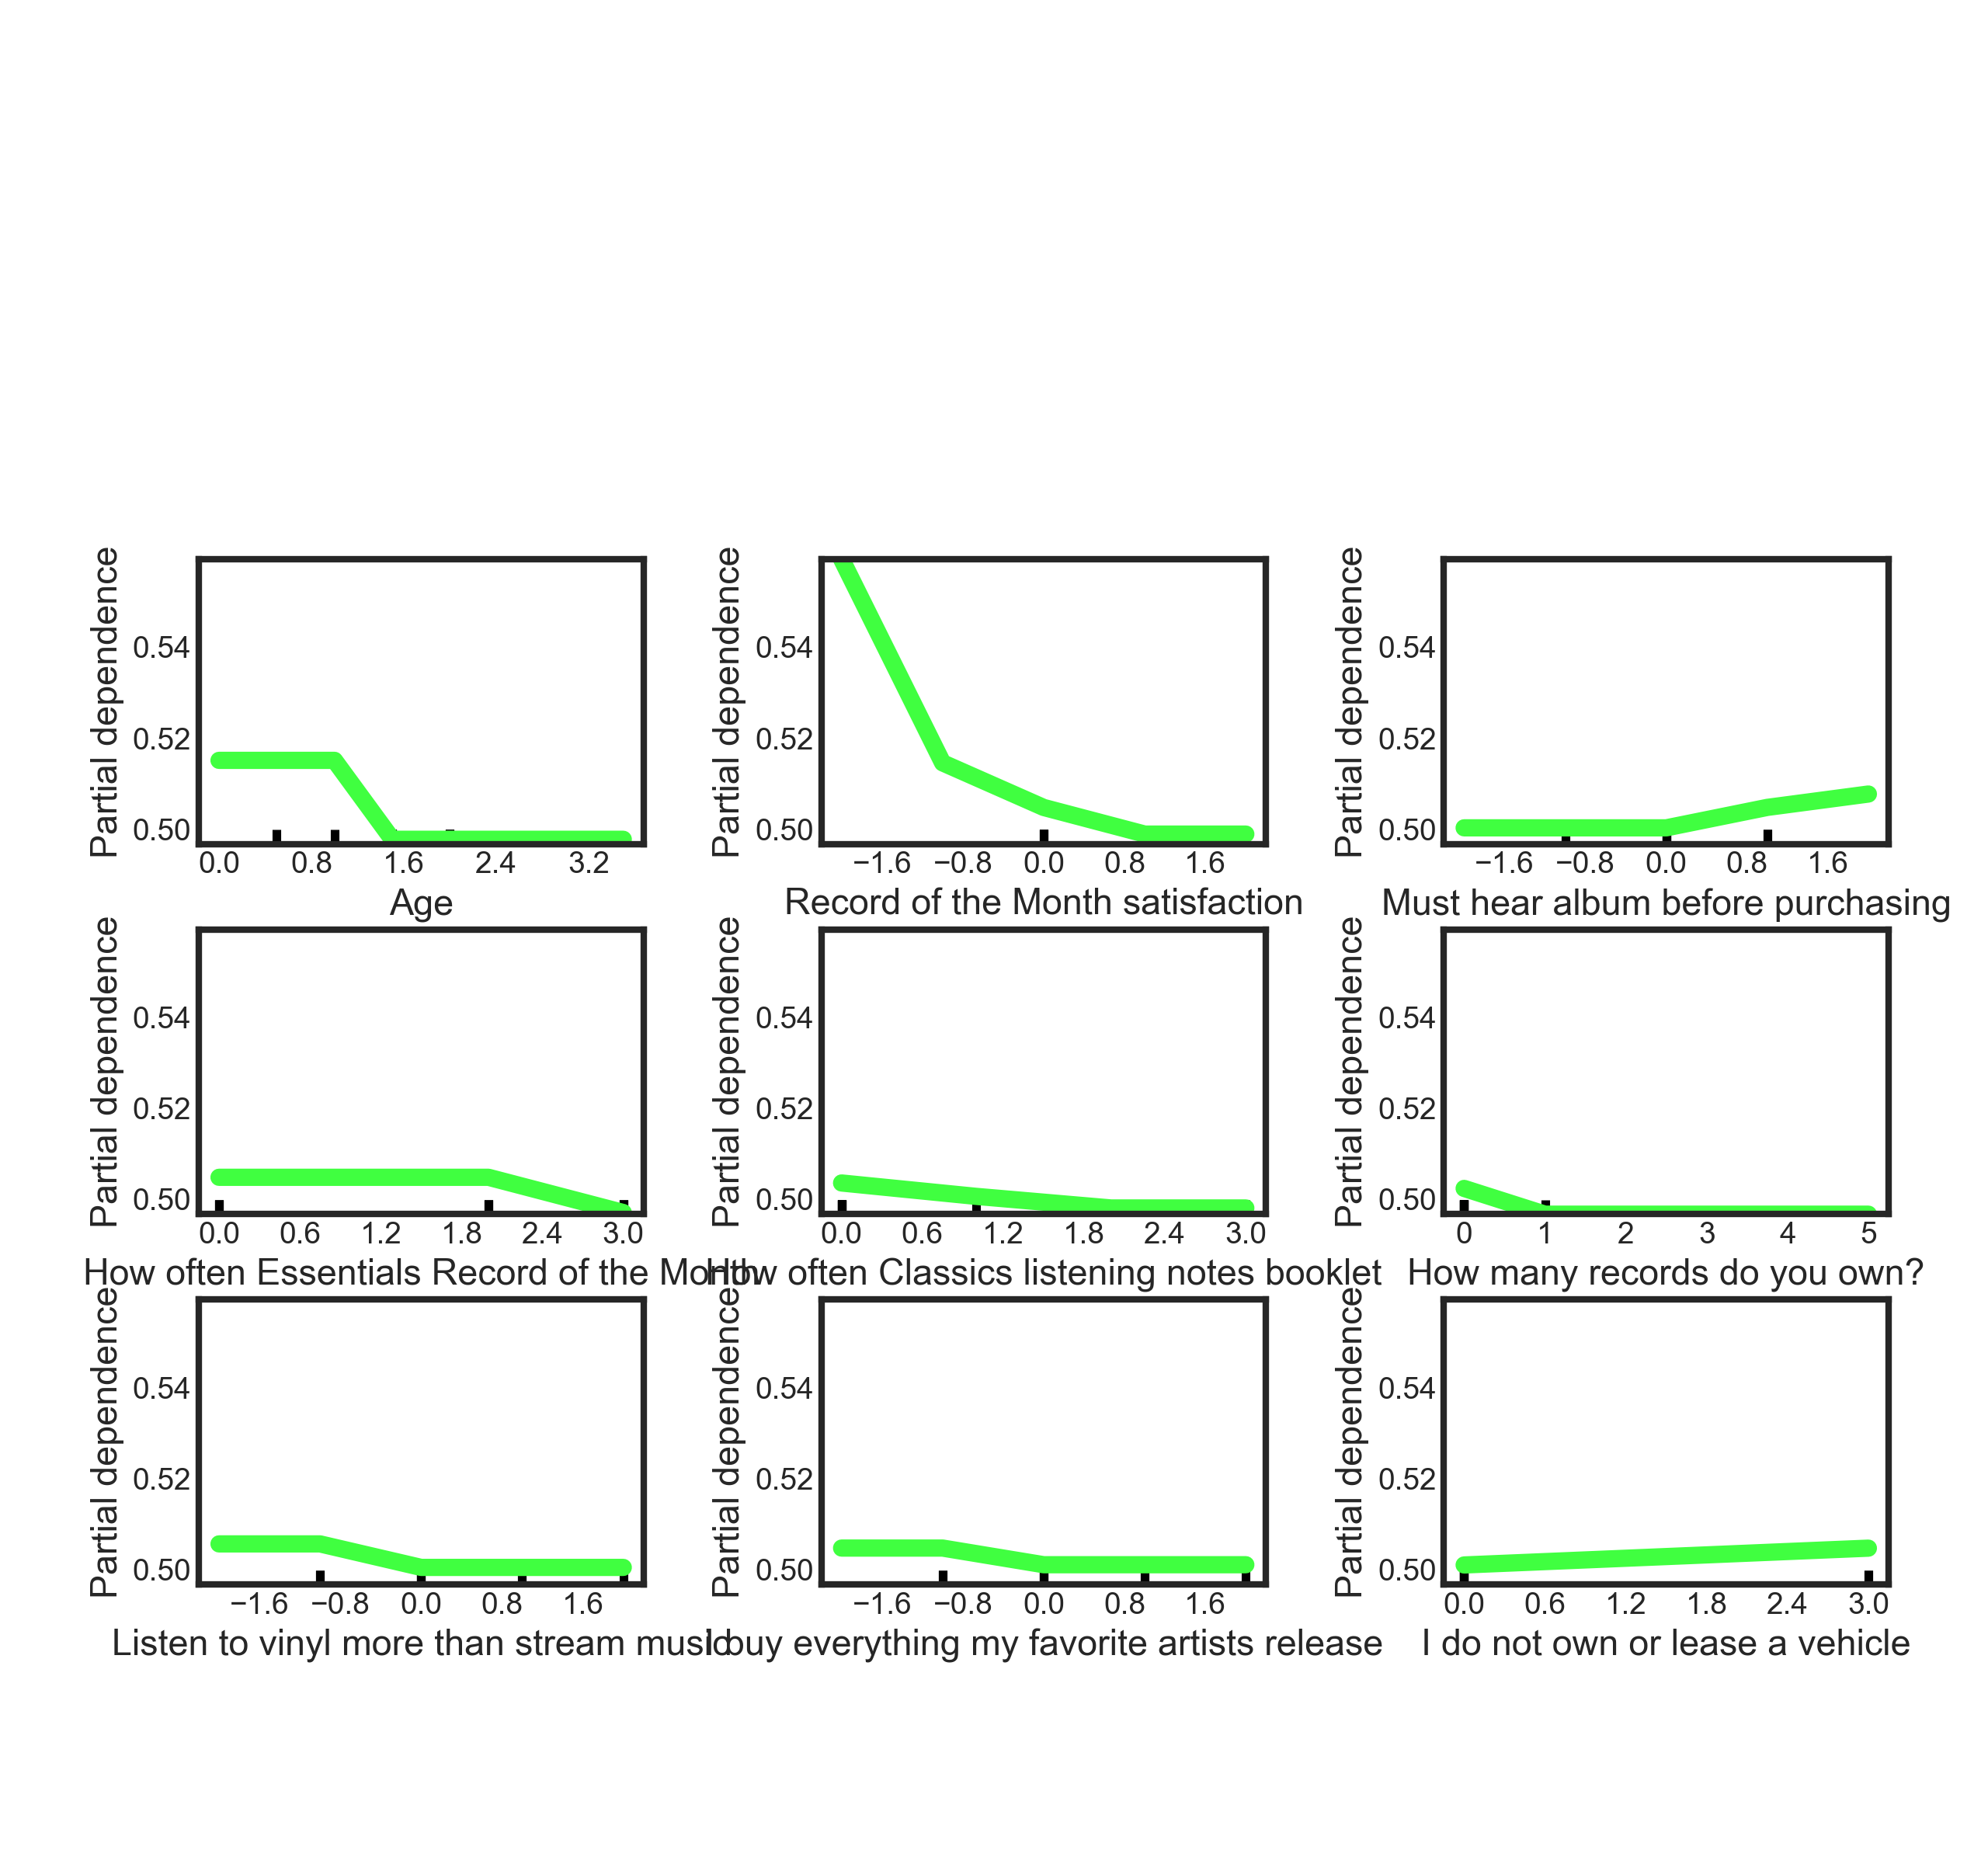 Partial dependence
0.54
0.52
0.50
0.0 0.8 1.6 2.4 3.2
Age
Partial dependence
0.54
0.52
0.50
−1.6 −0.8 0.0 0.8 1.6
Record of the Month satisfaction
Partial dependence
0.54
0.52
0.50
−1.6 −0.8 0.0 0.8 1.6
Must hear album before purchasing
Partial dependence
0.54
0.52
0.50
0.0 0.6 1.2 1.8 2.4 3.0
How often Essentials Record of the Month
Partial dependence
0.54
0.52
0.50
0.0 0.6 1.2 1.8 2.4 3.0
How often Classics listening notes booklet
Partial dependence
0.54
0.52
0.50
0 1 2 3 4 5
How many records do you own?
Partial dependence
0.54
0.52
0.50
−1.6 −0.8 0.0 0.8 1.6
Listen to vinyl more than stream music
Partial dependence
0.54
0.52
0.50
−1.6 −0.8 0.0 0.8 1.6
I buy everything my favorite artists release
Partial dependence
0.54
0.52
0.50
0.0 0.6 1.2 1.8 2.4 3.0
I do not own or lease a vehicle